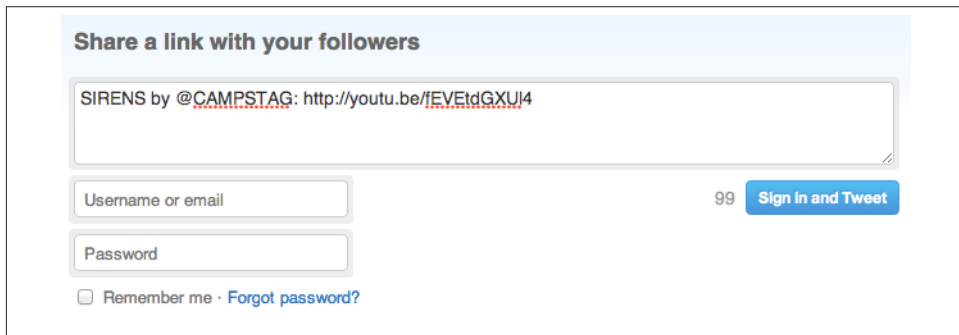 Share a link with your followers
SIRENS by @CAMPSTAG: http://youtu.be/fEVEtdGXUl4
Username or email
99 Sign in and Tweet
Password
Remember me · Forgot password?